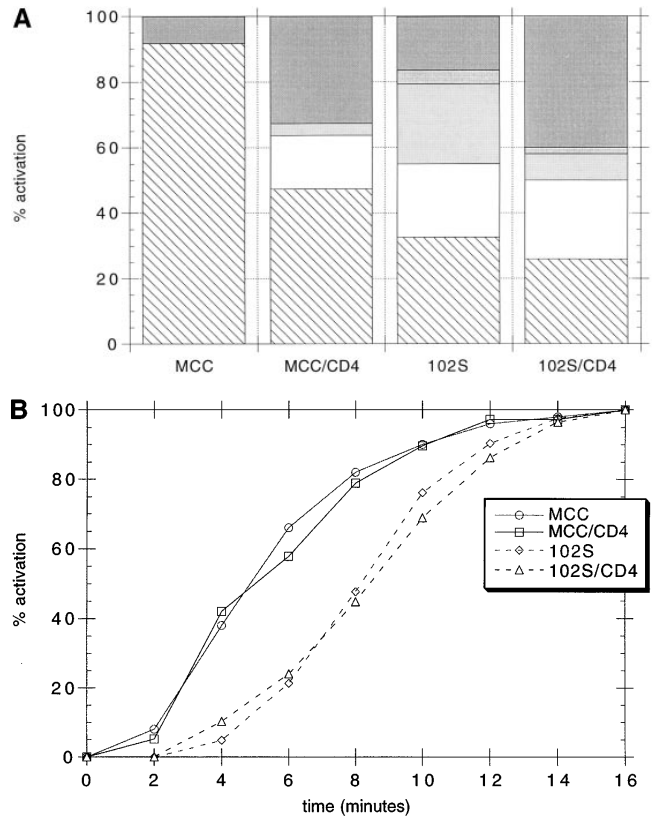 A
100
80
60
40
20
0
% activation
MCC MCC/CD4 102S 102S/CD4
B
100
80
60
40
20
0
% activation
MCC
MCC/CD4
102S
102S/CD4
0 2 4 6 8 10 12 14 16
time (minutes)